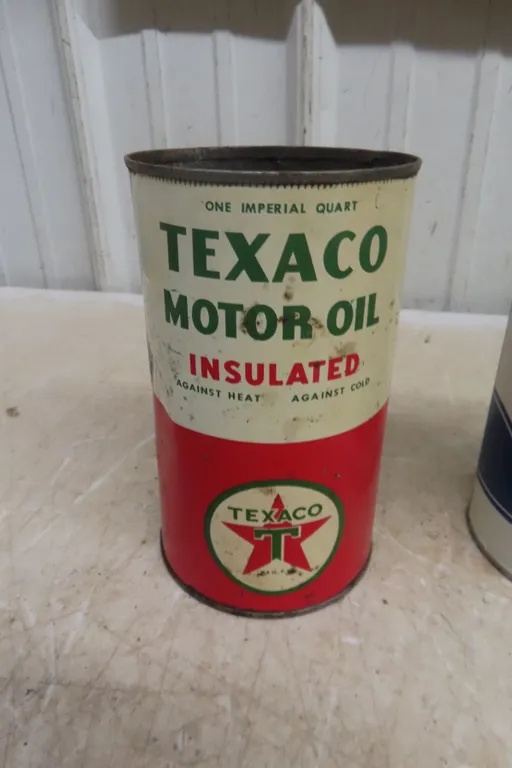 ONE IMPERIAL QUART
TEXACO
MOTOR OIL
INSULATED
AGAINST HEAT AGAINST COLD
TEXACO
T